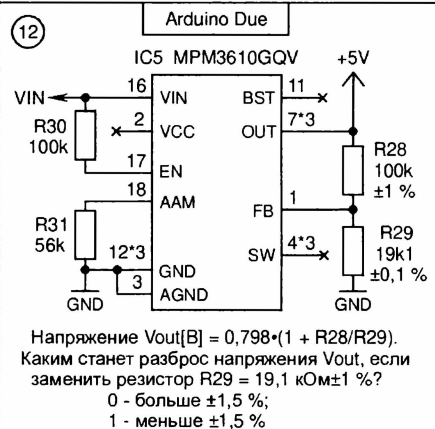 12
Arduino Due
IC5 MPM3610GQV
+5V
VIN
16
VIN
BST
11
R30
100k
2
VCC
OUT
7*3
17
EN
R28
100k
±1 %
18
AAM
FB
1
R31
56k
R29
19k1
±0,1 %
12*3
GND
SW
4*3
3
AGND
GND
GND
Напряжение Vout[В] = 0,798•(1 + R28/R29).
Каким станет разброс напряжения Vout, если
заменить резистор R29 = 19,1 кОм±1 %?
0 - больше ±1,5 %;
1 - меньше ±1,5 %